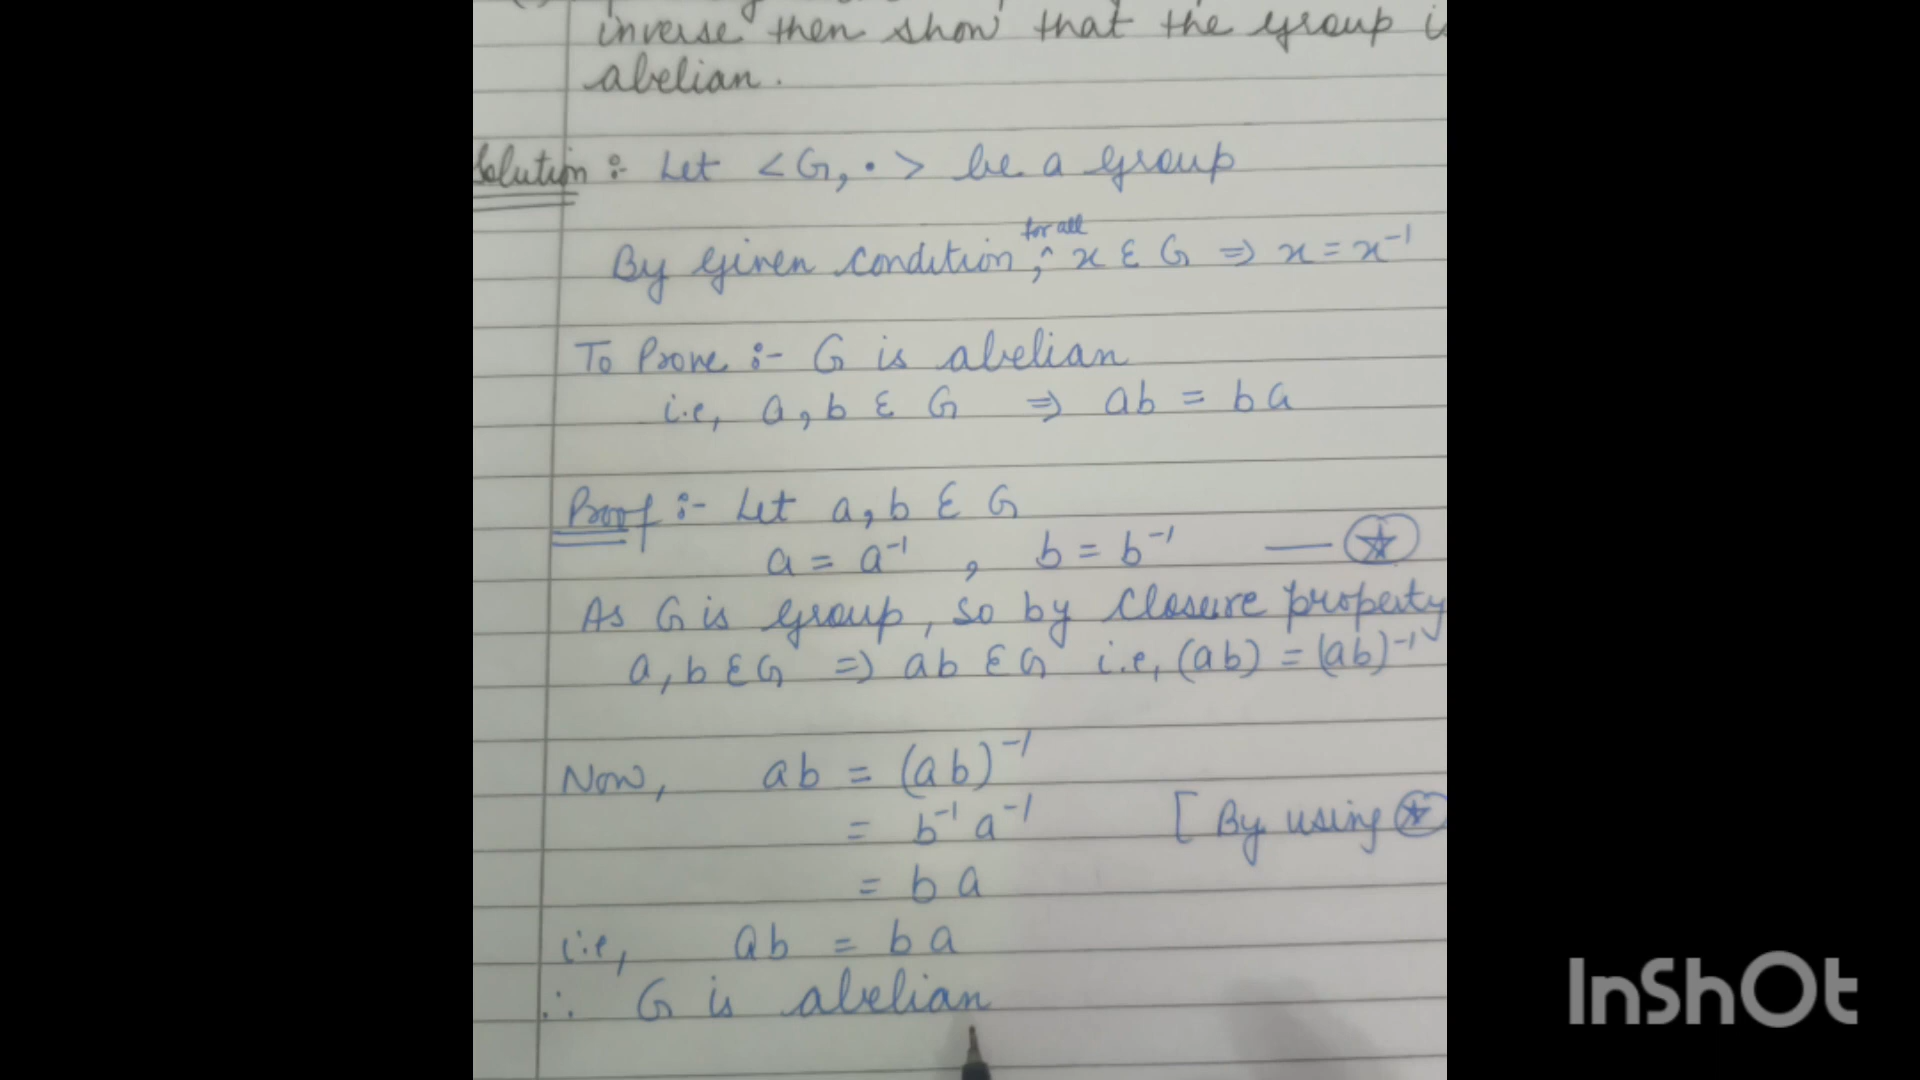 inverse then show that the group
abelian.
Solution :- Let <G, ·> be a group
for all
By given condition, ^ x ε G ⇒ x = x⁻¹
To Prove :- G is abelian
i.e, a, b ε G ⇒ ab = ba
Proof :- Let a, b ε G
a = a⁻¹ , b = b⁻¹ — ☆
As G is group, so by closure property
a, b ε G ⇒ ab ε G i.e, (ab) = (ab)⁻¹
Now, ab = (ab)⁻¹
= b⁻¹ a⁻¹ [ By using ☆
= b a
i.e, ab = ba
∴ G is abelian
InShOt